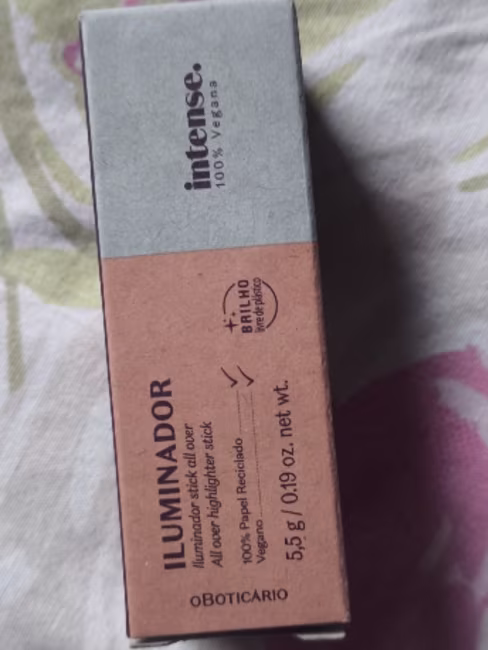 intense.
100% Vegana
BRILHO
livre de plástico
ILUMINADOR
Iluminador stick all over
All over highlighter stick
100% Papel Reciclado
Vegano
5,5 g / 0.19 oz. net wt.
oBOTICÁRIO